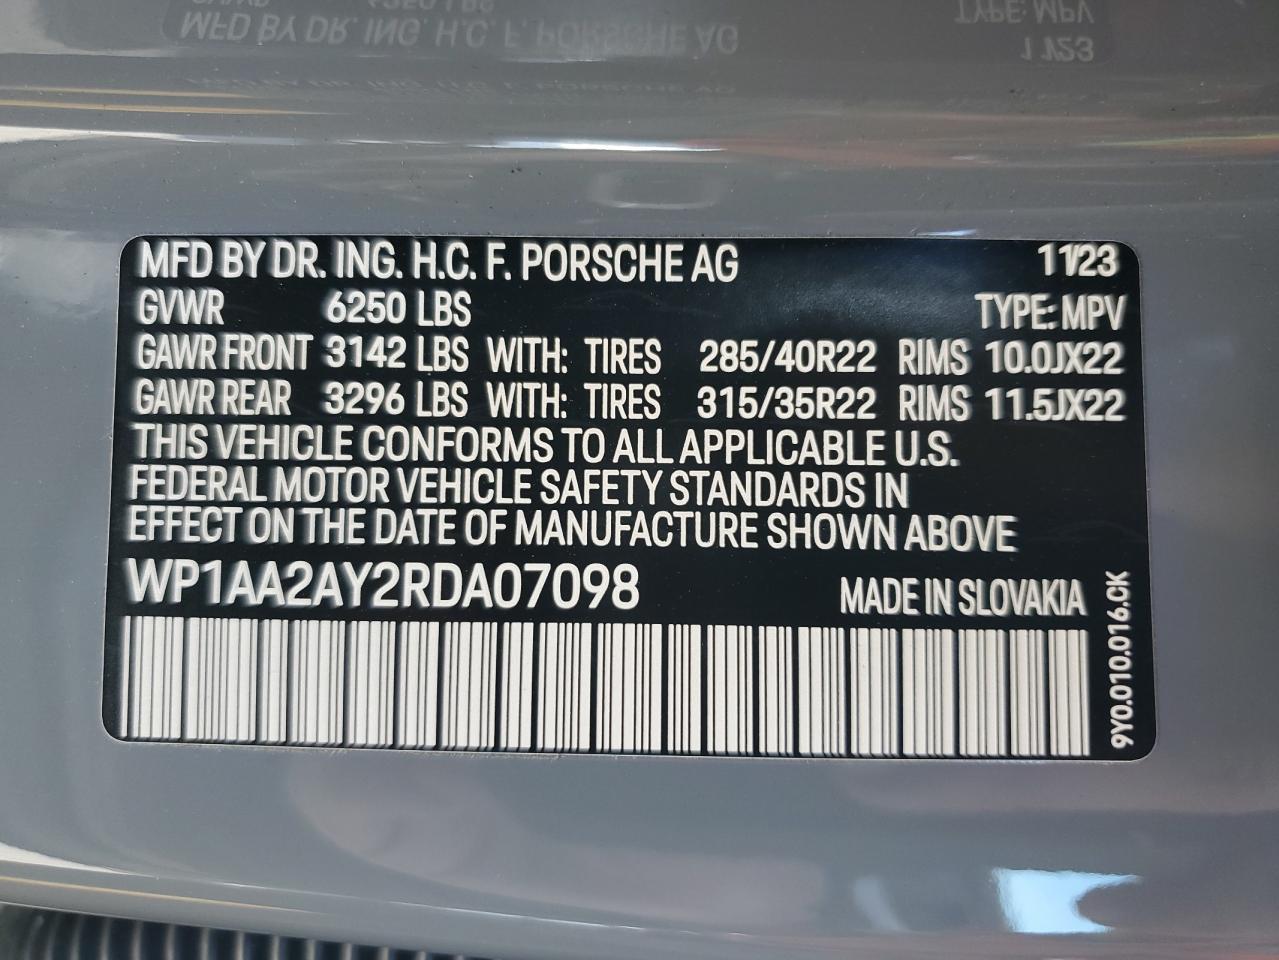 MFD BY DR. ING. H.C. F. PORSCHE AG 11/23
GVWR 6250 LBS TYPE: MPV
GAWR FRONT 3142 LBS WITH: TIRES 285/40R22 RIMS 10.0JX22
GAWR REAR 3296 LBS WITH: TIRES 315/35R22 RIMS 11.5JX22
THIS VEHICLE CONFORMS TO ALL APPLICABLE U.S.
FEDERAL MOTOR VEHICLE SAFETY STANDARDS IN
EFFECT ON THE DATE OF MANUFACTURE SHOWN ABOVE
WP1AA2AY2RDA07098 MADE IN SLOVAKIA
9Y0.010.016.CK